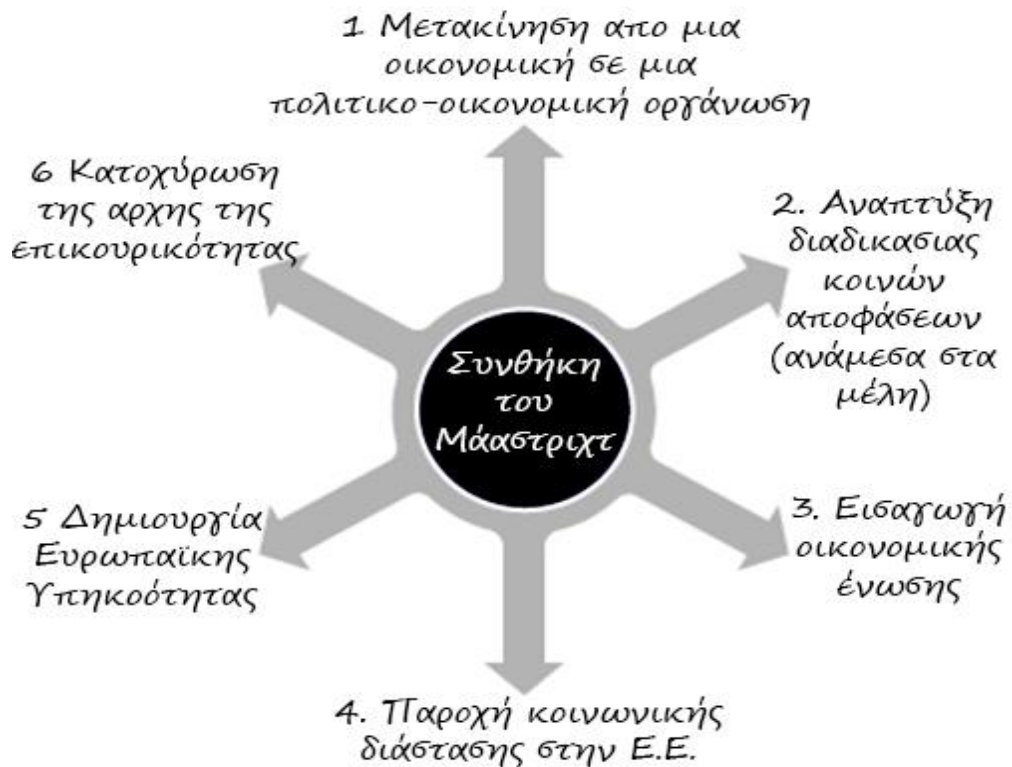 1 Μετακίνηση απο μια
οικονομική σε μια
πολιτικο-οικονομική οργάνωση
2. Αναπτύξη
διαδικασιας
κοινών
αποφάσεων
(ανάμεσα στα
μέλη)
3. Εισαγωγή
οικονομικής
ένωσης
4. Παροχή κοινωνικής
διάστασης στην Ε.Ε.
5 Δημιουργία
Ευρωπαϊκης
Υπηκοότητας
6 Κατοχύρωση
της αρχης της
επικουρικότητας
Συνθήκη
του
Μάαστριχτ